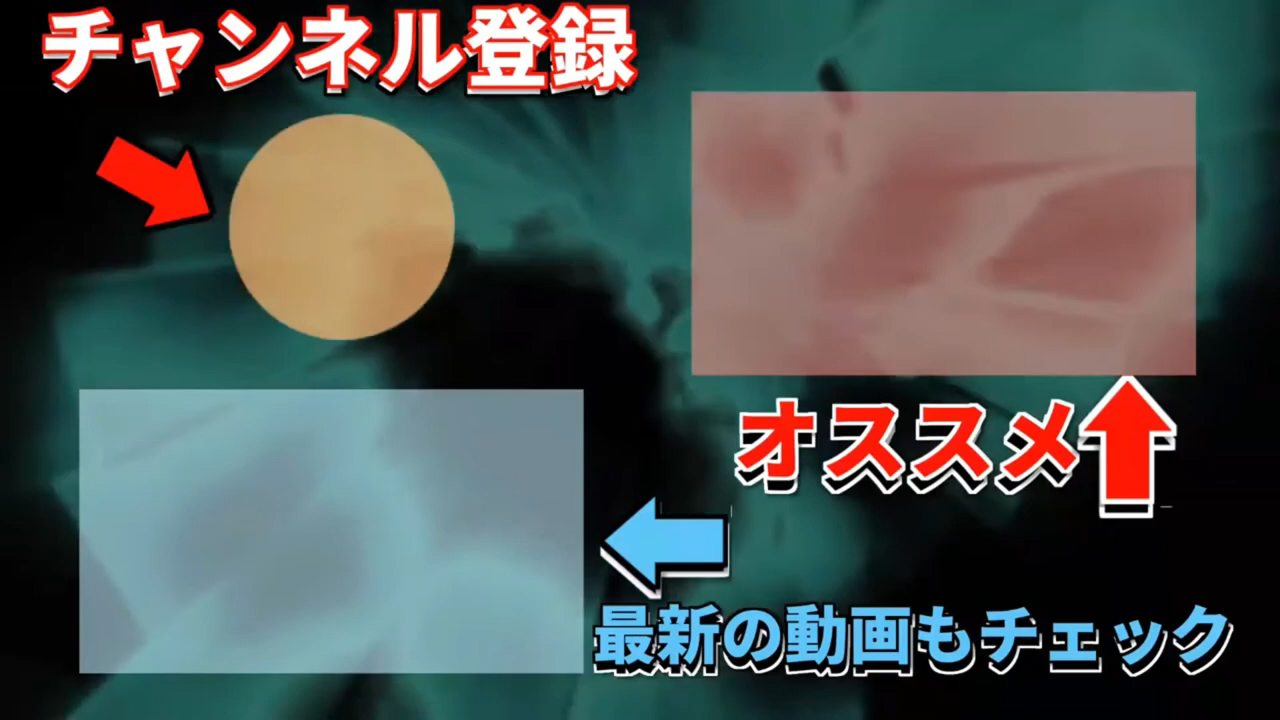 チャンネル登録
オススメ
最新の動画もチェック